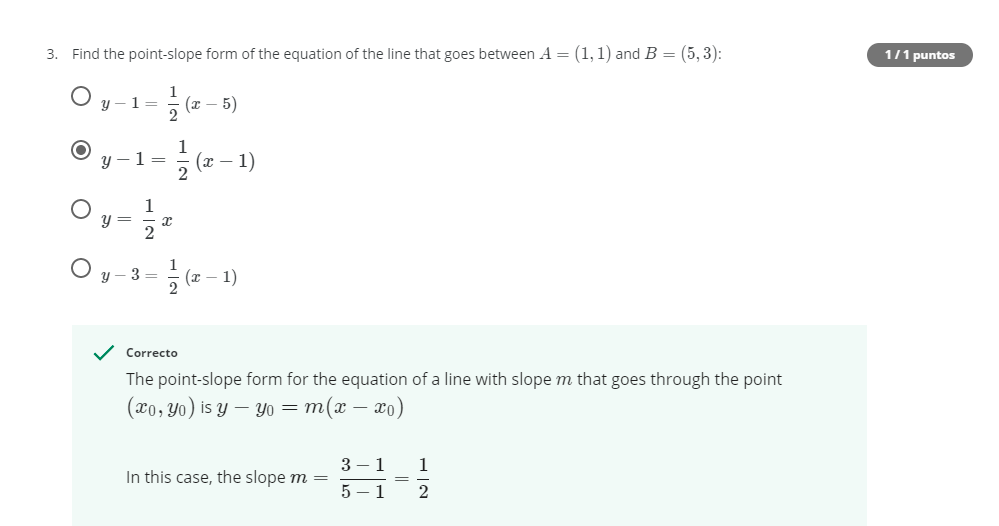 3. Find the point-slope form of the equation of the line that goes between A = (1, 1) and B = (5, 3):
1 / 1 puntos
y − 1 = 1/2 (x − 5)
y − 1 = 1/2 (x − 1)
y = 1/2 x
y − 3 = 1/2 (x − 1)
Correcto
The point-slope form for the equation of a line with slope m that goes through the point
(x₀, y₀) is y − y₀ = m(x − x₀)
In this case, the slope m = (3 − 1)/(5 − 1) = 1/2